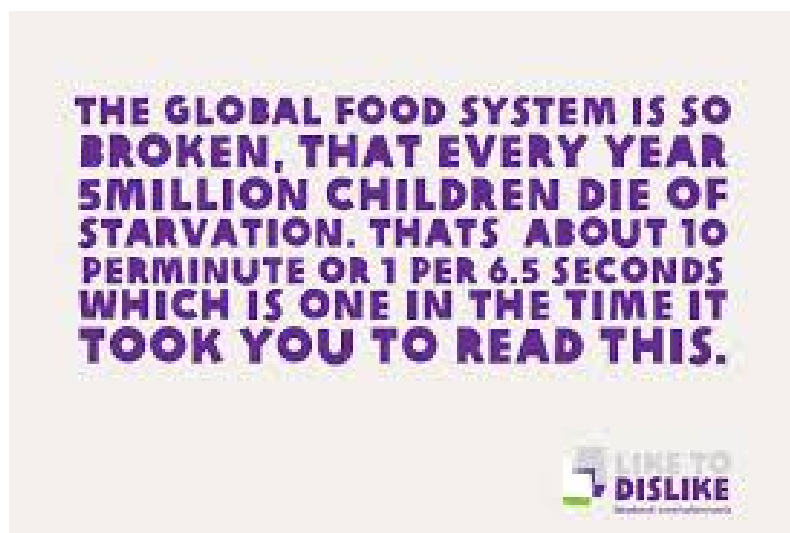 THE GLOBAL FOOD SYSTEM IS SO
BROKEN, THAT EVERY YEAR
5MILLION CHILDREN DIE OF
STARVATION. THATS ABOUT 10
PERMINUTE OR 1 PER 6.5 SECONDS
WHICH IS ONE IN THE TIME IT
TOOK YOU TO READ THIS.
LIKE TO
DISLIKE